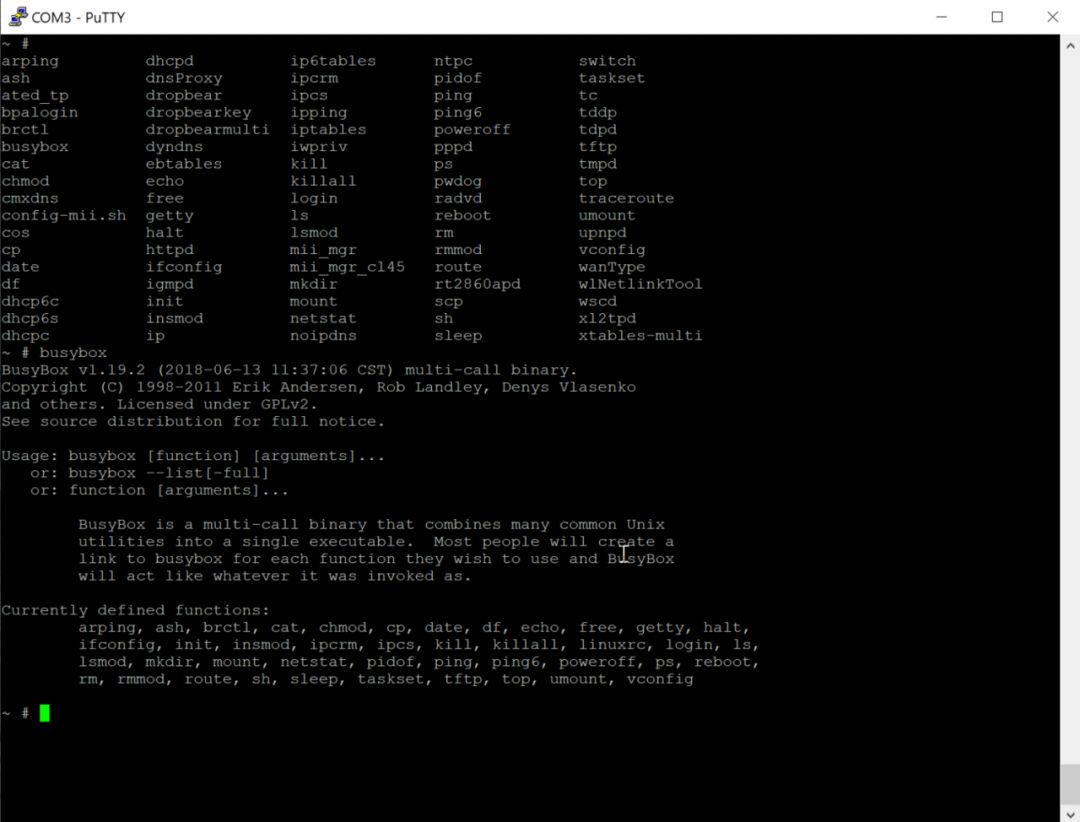 COM3 - PuTTY
~ #
arping dhcpd ip6tables ntpc switch
ash dnsProxy ipcrm pidof taskset
ated_tp dropbear ipcs ping tc
bpalogin dropbearkey ipping ping6 tddp
brctl dropbearmulti iptables poweroff tdpd
busybox dyndns iwpriv pppd tftp
cat ebtables kill ps tmpd
chmod echo killall pwdog top
cmxdns free login radvd traceroute
config-mii.sh getty ls reboot umount
cos halt lsmod rm upnpd
cp httpd mii_mgr rmmod vconfig
date ifconfig mii_mgr_cl45 route wanType
df igmpd mkdir rt2860apd wlNetlinkTool
dhcp6c init mount scp wscd
dhcp6s insmod netstat sh xl2tpd
dhcpc ip noipdns sleep xtables-multi
~ # busybox
BusyBox v1.19.2 (2018-06-13 11:37:06 CST) multi-call binary.
Copyright (C) 1998-2011 Erik Andersen, Rob Landley, Denys Vlasenko
and others. Licensed under GPLv2.
See source distribution for full notice.
Usage: busybox [function] [arguments]...
or: busybox --list[-full]
or: function [arguments]...
BusyBox is a multi-call binary that combines many common Unix
utilities into a single executable. Most people will create a
link to busybox for each function they wish to use and BusyBox
will act like whatever it was invoked as.
Currently defined functions:
arping, ash, brctl, cat, chmod, cp, date, df, echo, free, getty, halt,
ifconfig, init, insmod, ipcrm, ipcs, kill, killall, linuxrc, login, ls,
lsmod, mkdir, mount, netstat, pidof, ping, ping6, poweroff, ps, reboot,
rm, rmmod, route, sh, sleep, taskset, tftp, top, umount, vconfig
~ #